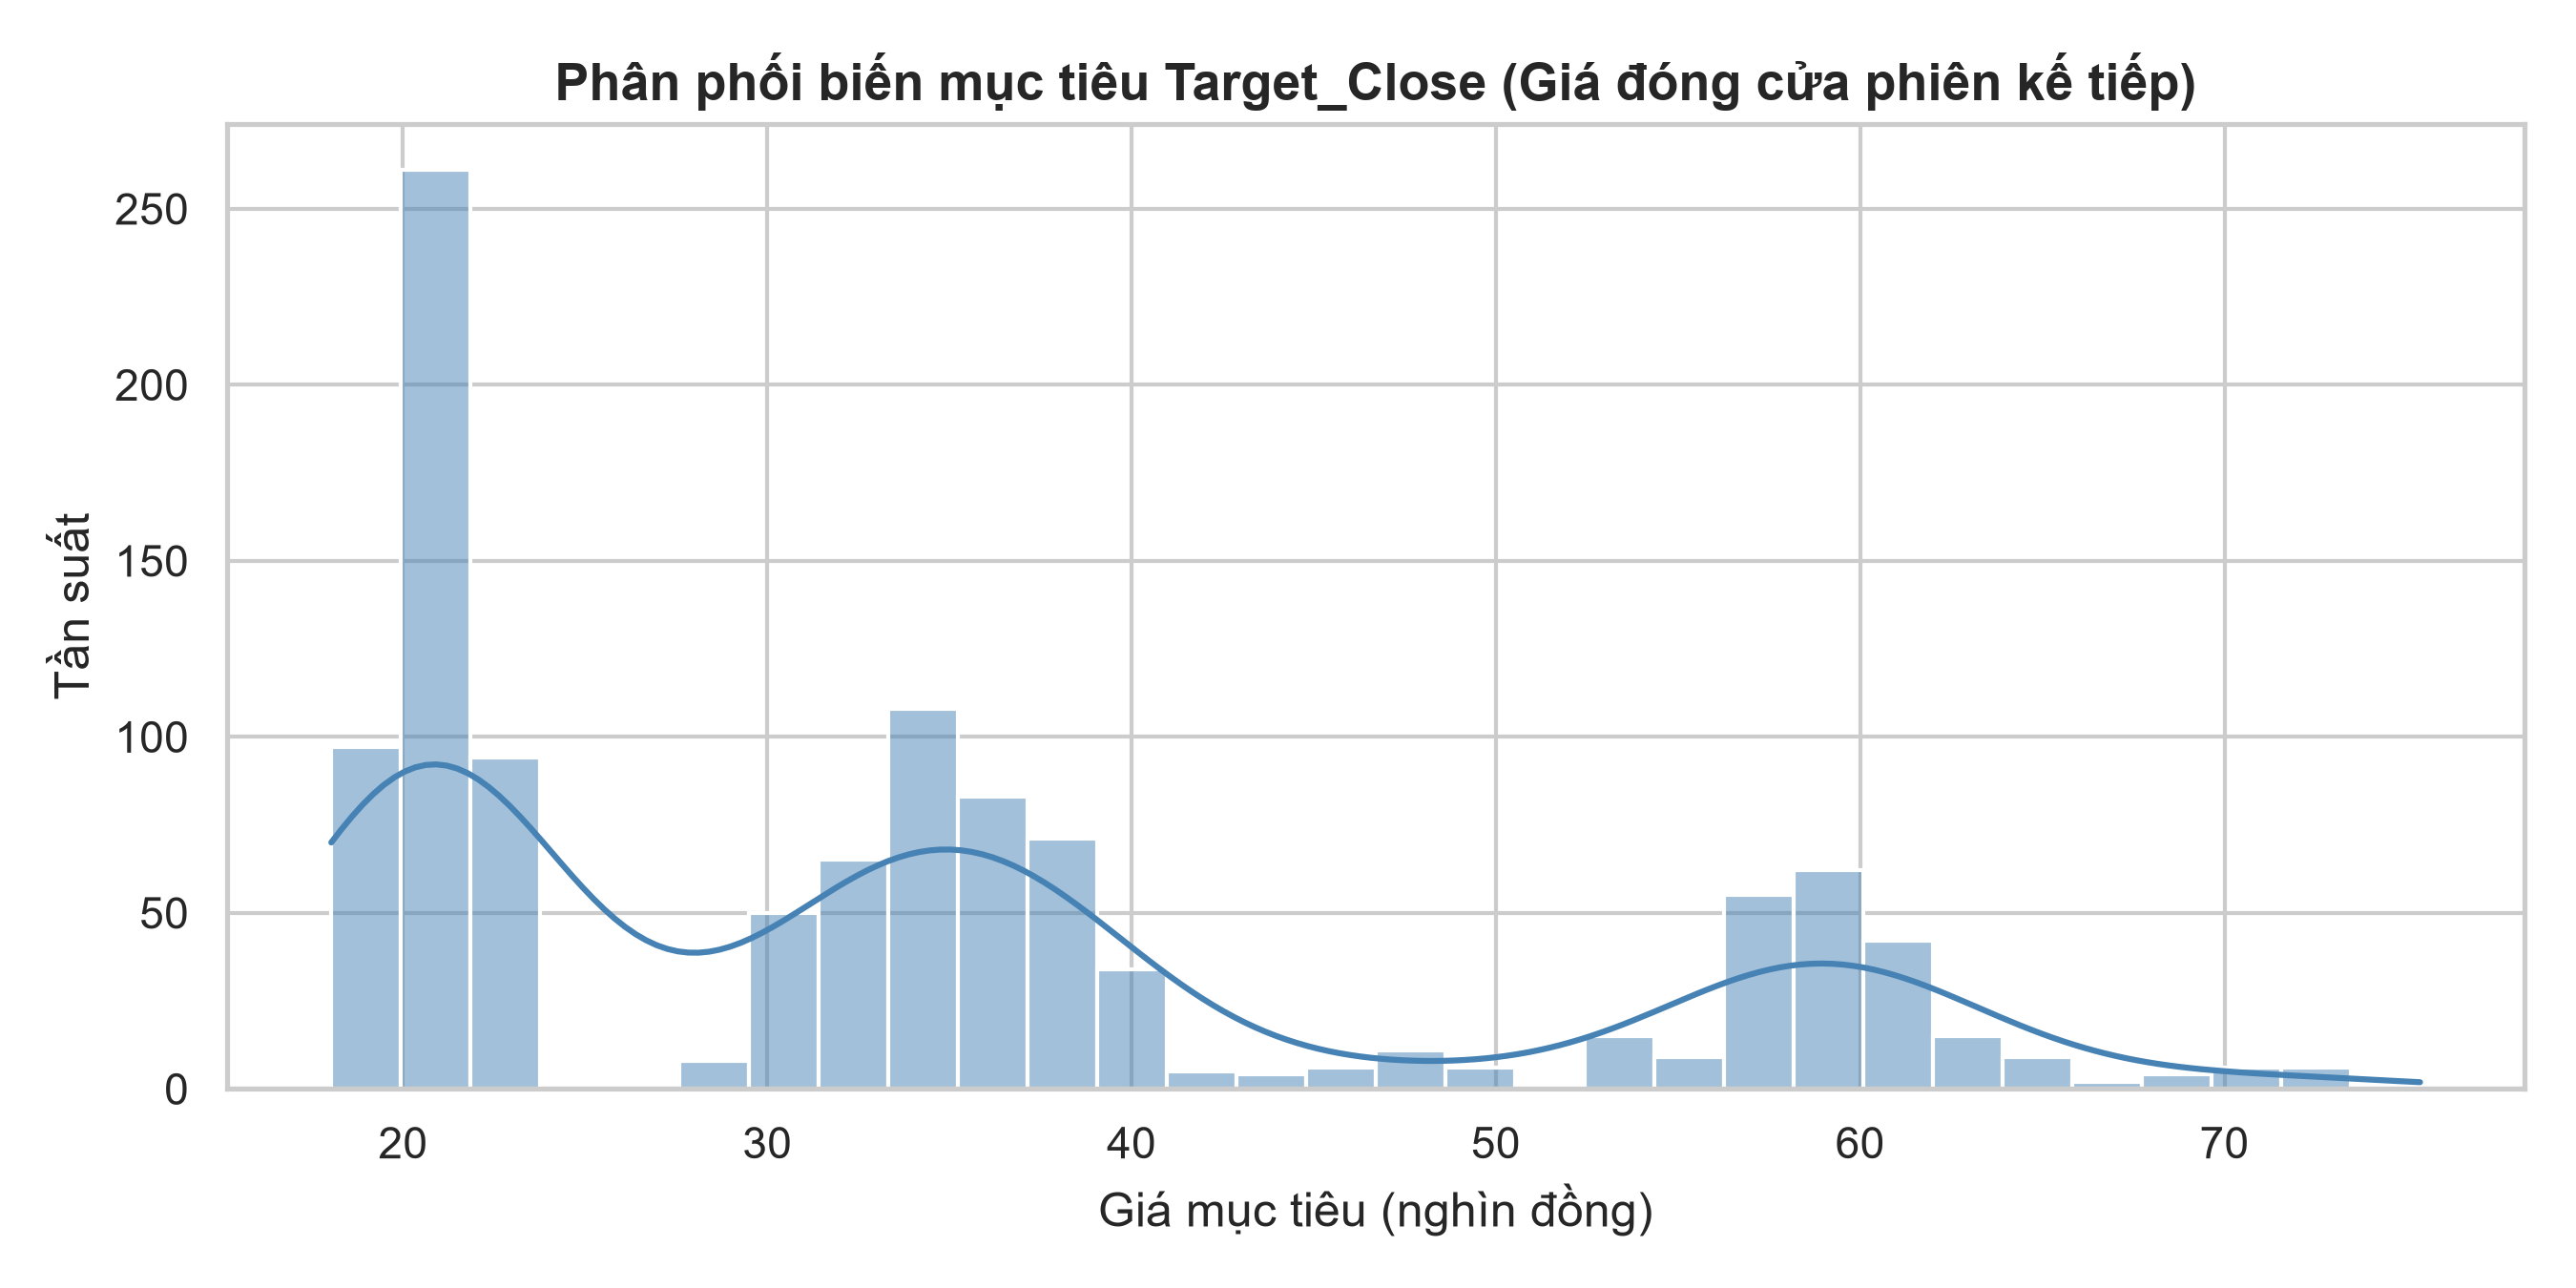 Phân phối biến mục tiêu Target_Close (Giá đóng cửa phiên kế tiếp)
Tần suất
250
200
150
100
50
0
20 30 40 50 60 70
Giá mục tiêu (nghìn đồng)